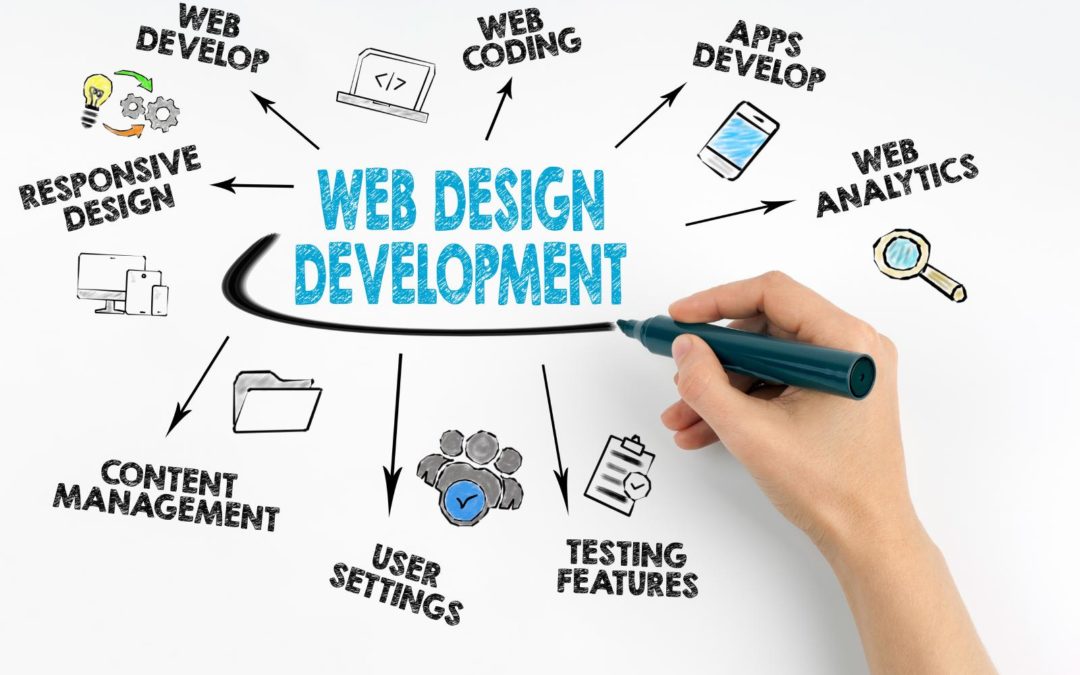 WEB
DEVELOP
WEB
CODING
APPS
DEVELOP
</>
RESPONSIVE
DESIGN
WEB DESIGN
DEVELOPMENT
WEB
ANALYTICS
CONTENT
MANAGEMENT
USER
SETTINGS
TESTING
FEATURES